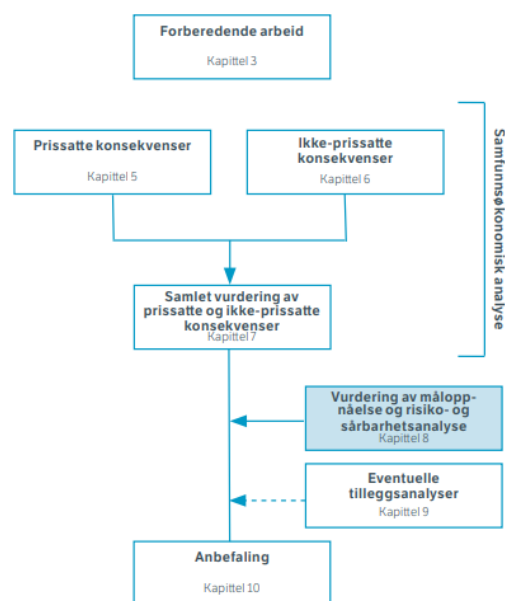 Forberedende arbeid
Kapittel 3
Prissatte konsekvenser
Kapittel 5
Ikke-prissatte
konsekvenser
Kapittel 6
Samfunnsøkonomisk analyse
Samlet vurdering av
prissatte og ikke-prissatte
konsekvenser
Kapittel 7
Vurdering av målopp-
nåelse og risiko- og
sårbarhetsanalyse
Kapittel 8
Eventuelle
tilleggsanalyser
Kapittel 9
Anbefaling
Kapittel 10